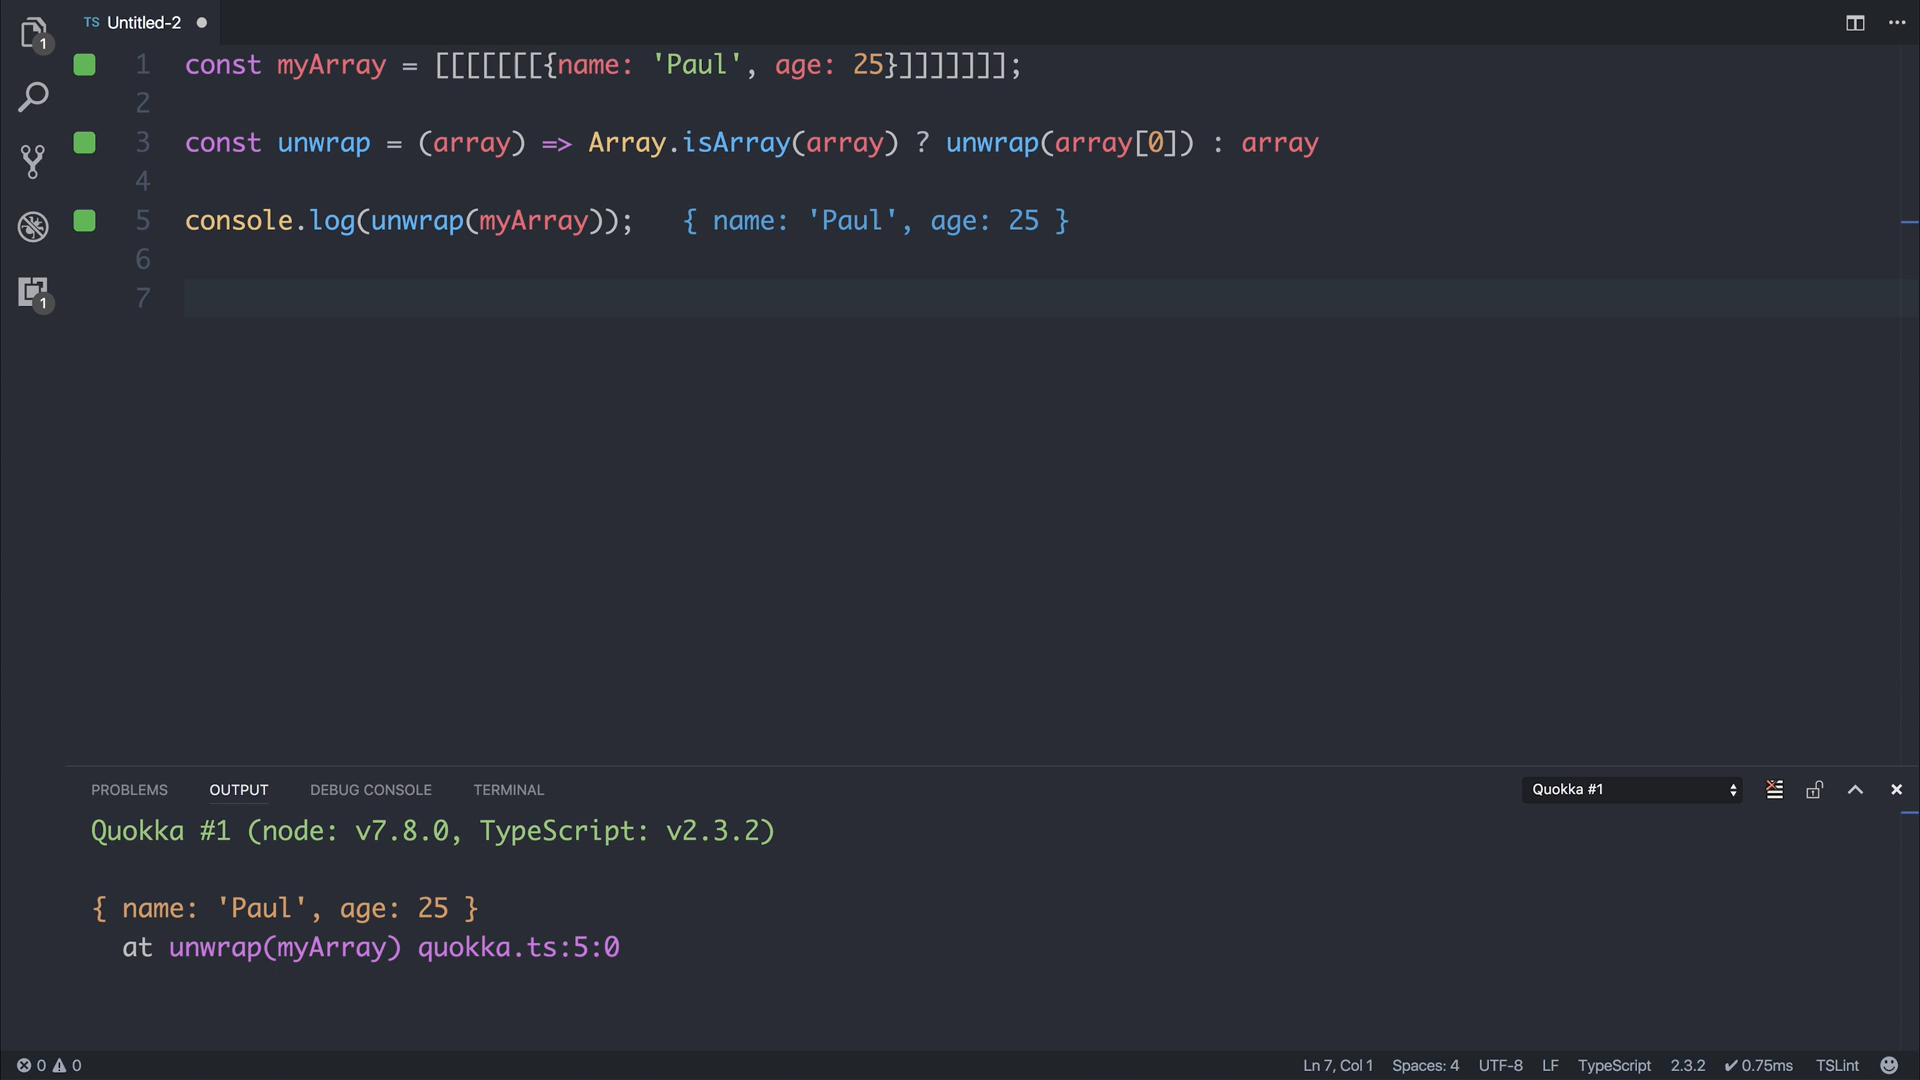 TS Untitled-2
1
1 const myArray = [[[[[[[{name: 'Paul', age: 25}]]]]]]];
2
3 const unwrap = (array) => Array.isArray(array) ? unwrap(array[0]) : array
4
5 console.log(unwrap(myArray)); { name: 'Paul', age: 25 }
6
7
1
PROBLEMS OUTPUT DEBUG CONSOLE TERMINAL Quokka #1
Quokka #1 (node: v7.8.0, TypeScript: v2.3.2)
{ name: 'Paul', age: 25 }
at unwrap(myArray) quokka.ts:5:0
0 0 Ln 7, Col 1 Spaces: 4 UTF-8 LF TypeScript 2.3.2 ✔ 0.75ms TSLint